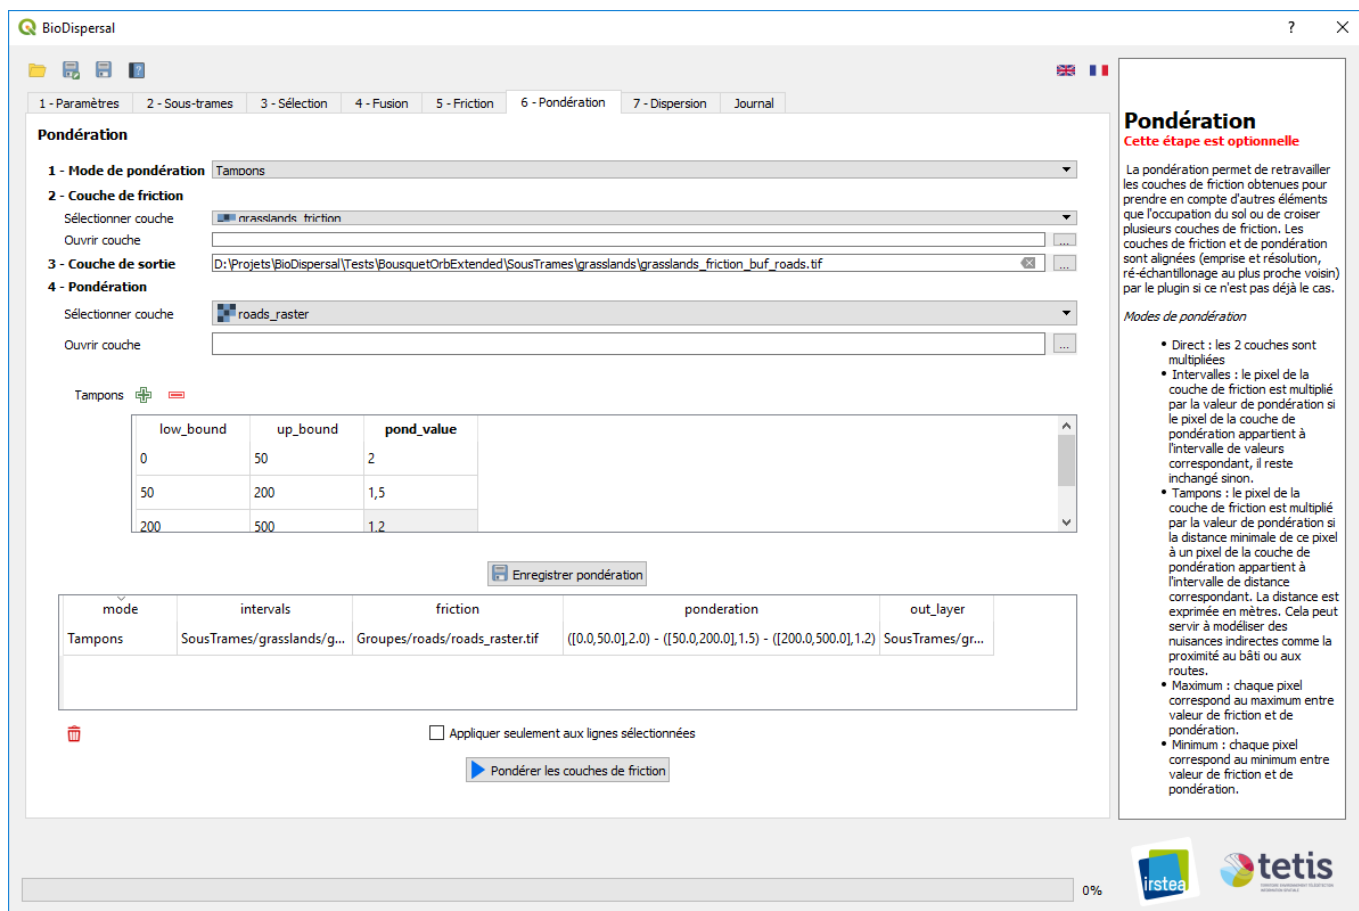 BioDispersal
?
1 - Paramètres 2 - Sous-trames 3 - Sélection 4 - Fusion 5 - Friction 6 - Pondération 7 - Dispersion Journal
Pondération
1 - Mode de pondération Tampons
2 - Couche de friction
Sélectionner couche grasslands_friction
Ouvrir couche ...
3 - Couche de sortie D:\Projets\BioDispersal\Tests\BousquetOrbExtended\SousTrames\grasslands\grasslands_friction_buf_roads.tif ...
4 - Pondération
Sélectionner couche roads_raster
Ouvrir couche ...
Tampons
low_bound up_bound pond_value
0 50 2
50 200 1,5
200 500 1.2
Enregistrer pondération
mode intervals friction ponderation out_layer
Tampons SousTrames/grasslands/g... Groupes/roads/roads_raster.tif ([0.0,50.0],2.0) - ([50.0,200.0],1.5) - ([200.0,500.0],1.2) SousTrames/gr...
Appliquer seulement aux lignes sélectionnées
Pondérer les couches de friction
0%
Pondération
Cette étape est optionnelle
La pondération permet de retravailler
les couches de friction obtenues pour
prendre en compte d'autres éléments
que l'occupation du sol ou de croiser
plusieurs couches de friction. Les
couches de friction et de pondération
sont alignées (emprise et résolution,
ré-échantillonage au plus proche voisin)
par le plugin si ce n'est pas déjà le cas.
Modes de pondération
• Direct : les 2 couches sont
multipliées
• Intervalles : le pixel de la
couche de friction est multiplié
par la valeur de pondération si
le pixel de la couche de
pondération appartient à
l'intervalle de valeurs
correspondant, il reste
inchangé sinon.
• Tampons : le pixel de la
couche de friction est multiplié
par la valeur de pondération si
la distance minimale de ce pixel
à un pixel de la couche de
pondération appartient à
l'intervalle de distance
correspondant. La distance est
exprimée en mètres. Cela peut
servir à modéliser des
nuisances indirectes comme la
proximité au bâti ou aux
routes.
• Maximum : chaque pixel
correspond au maximum entre
valeur de friction et de
pondération.
• Minimum : chaque pixel
correspond au minimum entre
valeur de friction et de
pondération.
irstea
tetis